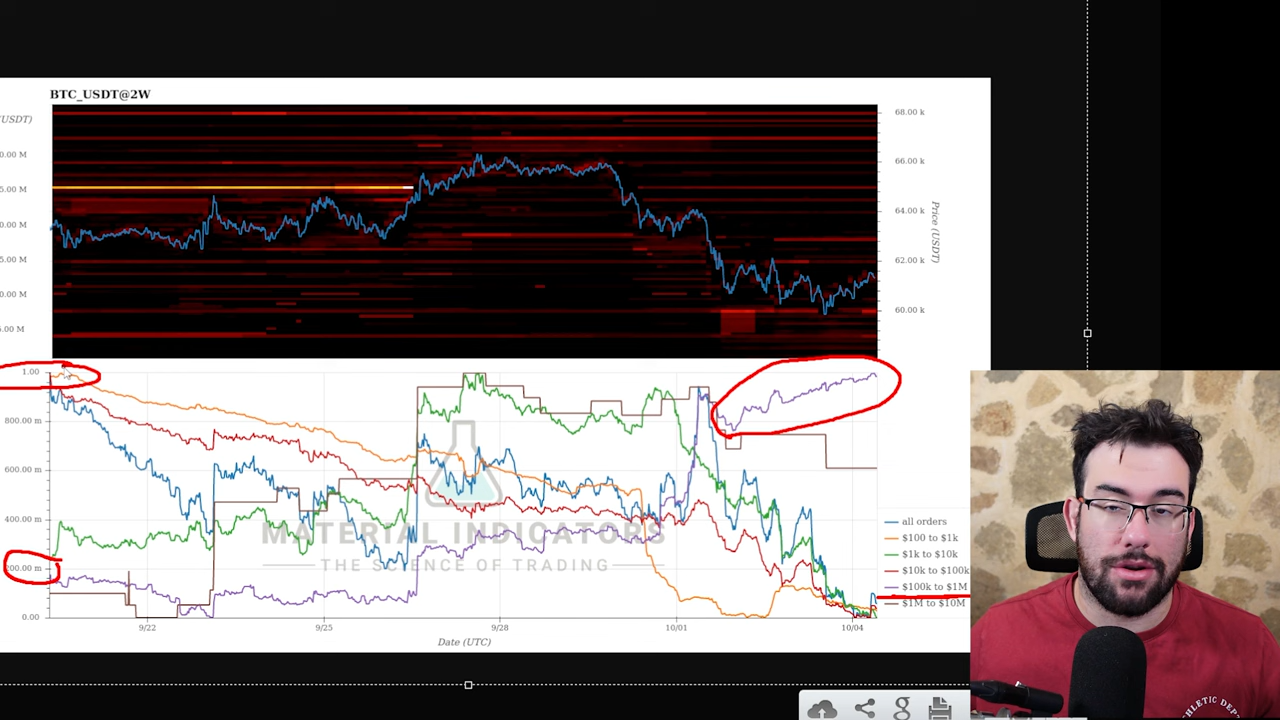 BTC_USDT@2W
(USDT)
0.00 M
5.00 M
0.00 M
5.00 M
0.00 M
5.00 M
68.00 k
66.00 k
64.00 k
62.00 k
60.00 k
Price (USDT)
1.00
800.00 m
600.00 m
400.00 m
200.00 m
0.00
MATERIAL INDICATORS
THE SCIENCE OF TRADING
all orders
$100 to $1k
$1k to $10k
$10k to $100k
$100k to $1M
$1M to $10M
9/22
9/25
9/28
10/01
10/04
Date (UTC)
g
HLETIC DEP